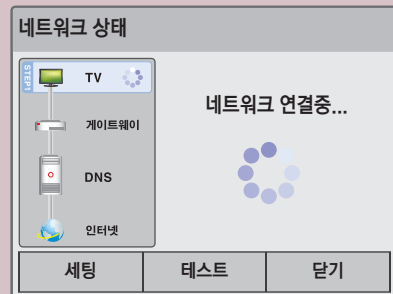 네트워크 상태
STEP1
TV
게이트웨이
DNS
인터넷
네트워크 연결중...
세팅 테스트 닫기